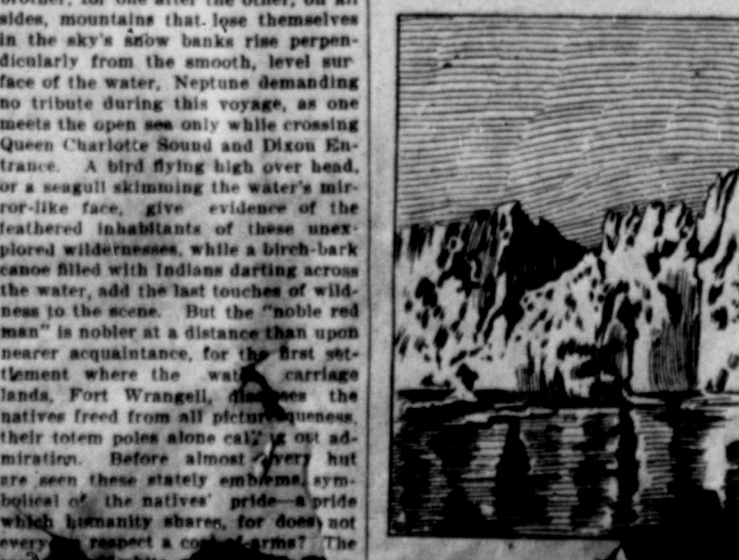 brother, for one after the other, on all
sides, mountains that lose themselves
in the sky's snow banks rise perpen-
dicularly from the smooth, level sur-
face of the water, Neptune demanding
no tribute during this voyage, as one
meets the open sea only while crossing
Queen Charlotte Sound and Dixon En-
trance. A bird flying high over head,
or a seagull skimming the water's mir-
ror-like face, give evidence of the
feathered inhabitants of these unex-
plored wildernesses, while a birch-bark
canoe filled with Indians darting across
the water, add the last touches of wild-
ness to the scene. But the "noble red
man" is nobler at a distance than upon
nearer acquaintance, for the first set-
tlement where the carriage
lands, Fort Wrangell, the
natives freed from all picturesqueness,
their totem poles alone out ad-
miration. Before almost every hut
are seen these stately emblems, sym-
bolical of the natives' pride—a pride
which humanity shares, for does not
respect a arms? The